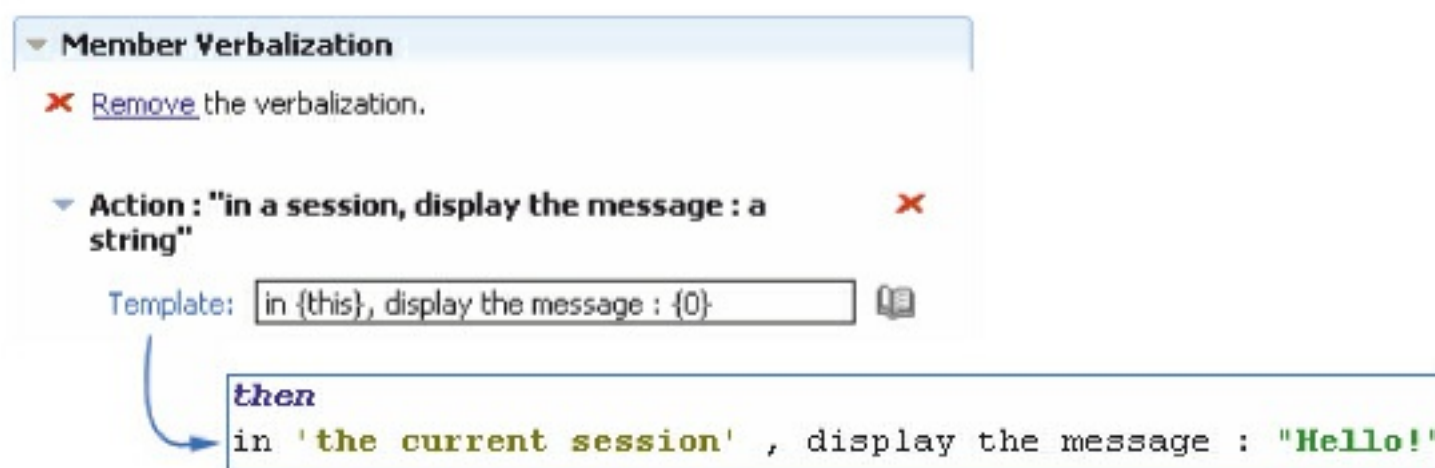 Member Verbalization
Remove the verbalization.
Action : "in a session, display the message : a
string"
Template: in {this}, display the message : {0}
then
in 'the current session' , display the message : "Hello!"